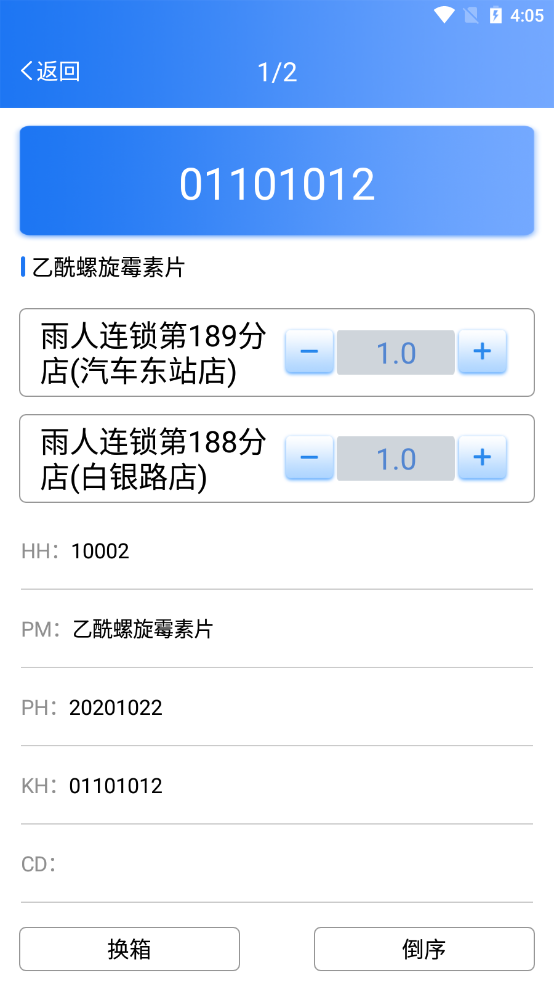 4:05
返回
1/2
01101012
乙酰螺旋霉素片
雨人连锁第189分
店(汽车东站店)
− 1.0 +
雨人连锁第188分
店(白银路店)
− 1.0 +
HH：10002
PM：乙酰螺旋霉素片
PH：20201022
KH：01101012
CD：
换箱
倒序